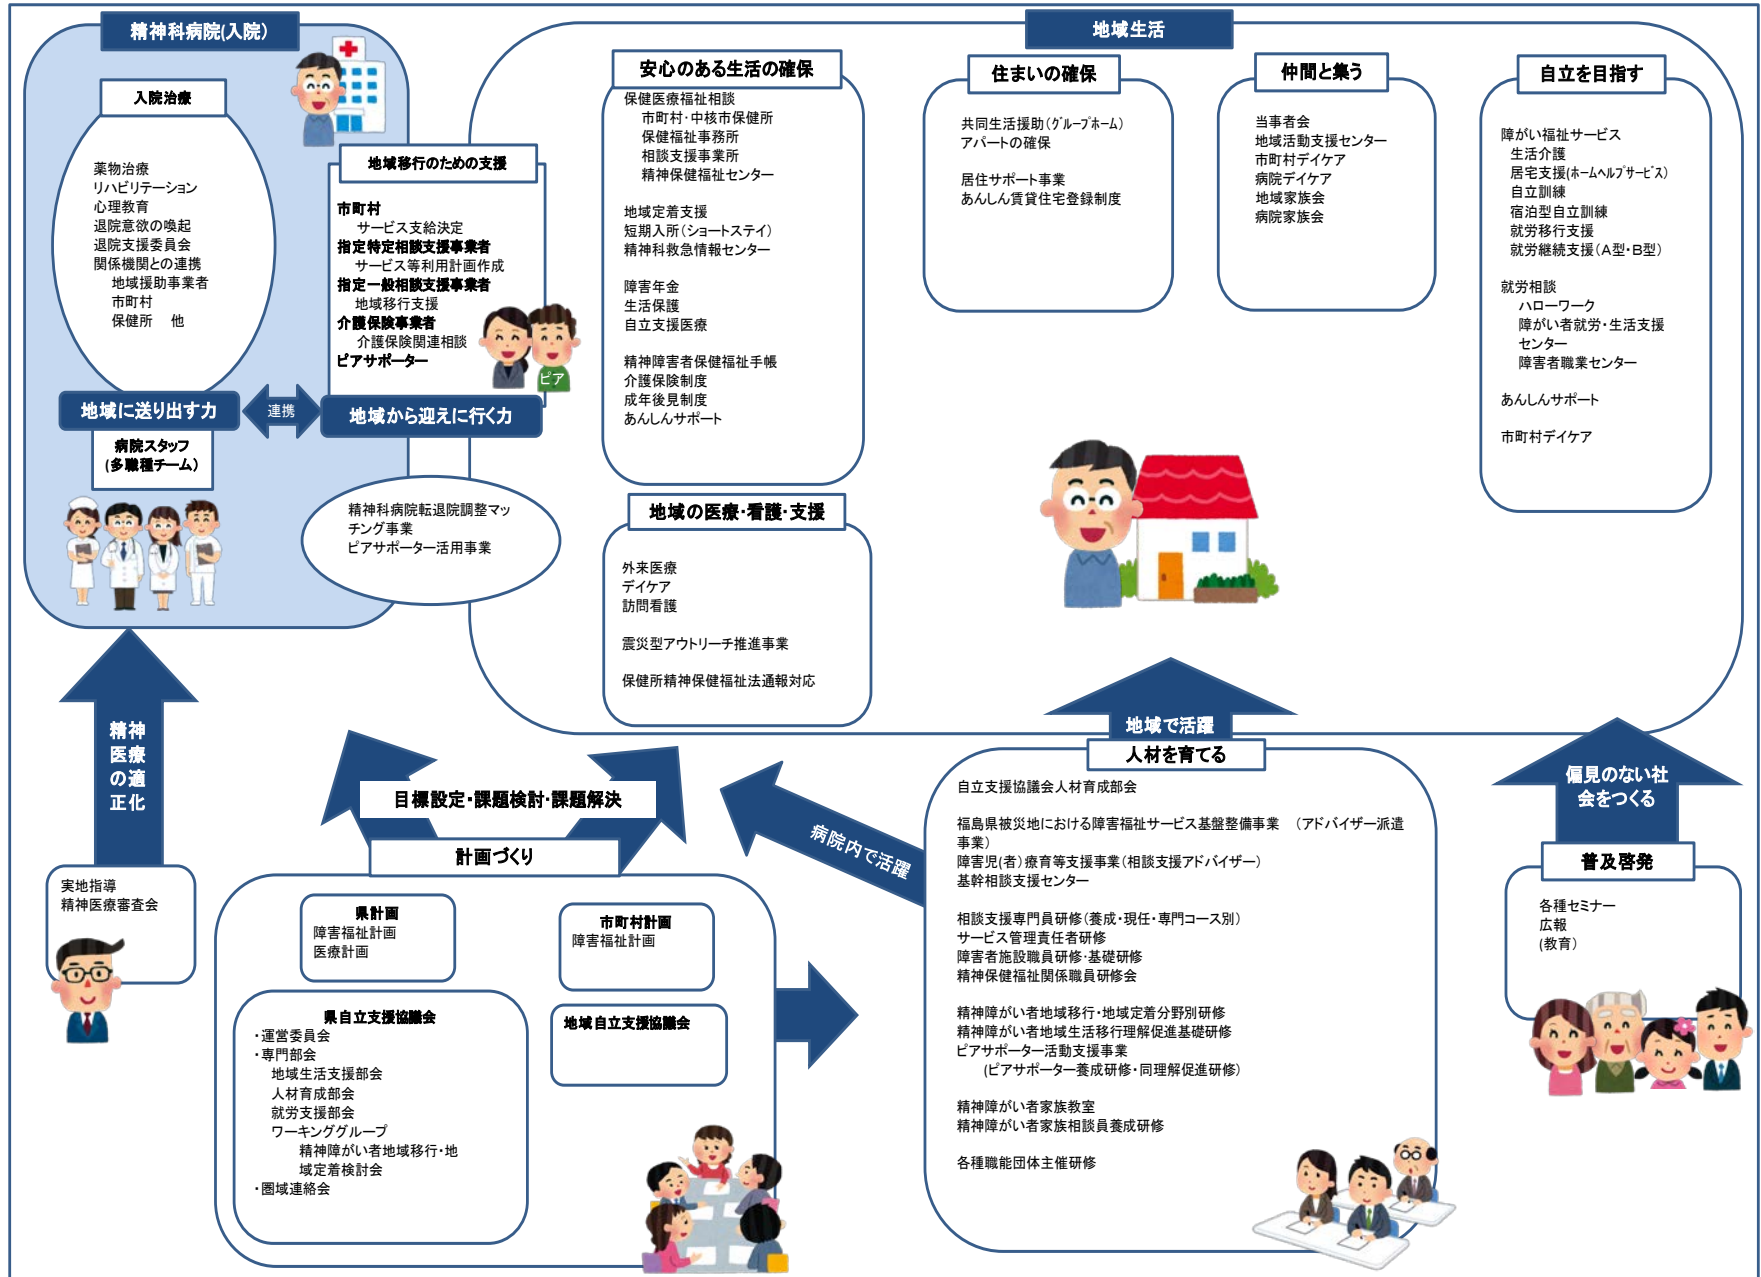 精神科病院(入院)
入院治療
薬物治療
リハビリテーション
心理教育
退院意欲の喚起
退院支援委員会
関係機関との連携
地域援助事業者
市町村
保健所　他
地域に送り出す力
連携
病院スタッフ
(多職種チーム)
地域移行のための支援
市町村
サービス支給決定
指定特定相談支援事業者
サービス等利用計画作成
指定一般相談支援事業者
地域移行支援
介護保険事業者
介護保険関連相談
ピアサポーター
ピア
地域から迎えに行く力
精神科病院転退院調整マッ
チング事業
ピアサポーター活用事業
地域生活
安心のある生活の確保
保健医療福祉相談
市町村・中核市保健所
保健福祉事務所
相談支援事業所
精神保健福祉センター
地域定着支援
短期入所(ショートステイ)
精神科救急情報センター
障害年金
生活保護
自立支援医療
精神障害者保健福祉手帳
介護保険制度
成年後見制度
あんしんサポート
地域の医療・看護・支援
外来医療
デイケア
訪問看護
震災型アウトリーチ推進事業
保健所精神保健福祉法通報対応
住まいの確保
共同生活援助(グループホーム)
アパートの確保
居住サポート事業
あんしん賃貸住宅登録制度
仲間と集う
当事者会
地域活動支援センター
市町村デイケア
病院デイケア
地域家族会
病院家族会
自立を目指す
障がい福祉サービス
生活介護
居宅支援(ホームヘルプサービス)
自立訓練
宿泊型自立訓練
就労移行支援
就労継続支援(A型・B型)
就労相談
ハローワーク
障がい者就労・生活支援
センター
障害者職業センター
あんしんサポート
市町村デイケア
精神
医療
の適
正化
実地指導
精神医療審査会
目標設定・課題検討・課題解決
計画づくり
県計画
障害福祉計画
医療計画
市町村計画
障害福祉計画
県自立支援協議会
・運営委員会
・専門部会
地域生活支援部会
人材育成部会
就労支援部会
ワーキンググループ
精神障がい者地域移行・地
域定着検討会
・圏域連絡会
地域自立支援協議会
病院内で活躍
地域で活躍
人材を育てる
自立支援協議会人材育成部会
福島県被災地における障害福祉サービス基盤整備事業　(アドバイザー派遣
事業)
障害児(者)療育等支援事業(相談支援アドバイザー)
基幹相談支援センター
相談支援専門員研修(養成・現任・専門コース別)
サービス管理責任者研修
障害者施設職員研修・基礎研修
精神保健福祉関係職員研修会
精神障がい者地域移行・地域定着分野別研修
精神障がい者地域生活移行理解促進基礎研修
ピアサポーター活動支援事業
(ピアサポーター養成研修・同理解促進研修)
精神障がい者家族教室
精神障がい者家族相談員養成研修
各種職能団体主催研修
偏見のない社
会をつくる
普及啓発
各種セミナー
広報
(教育)